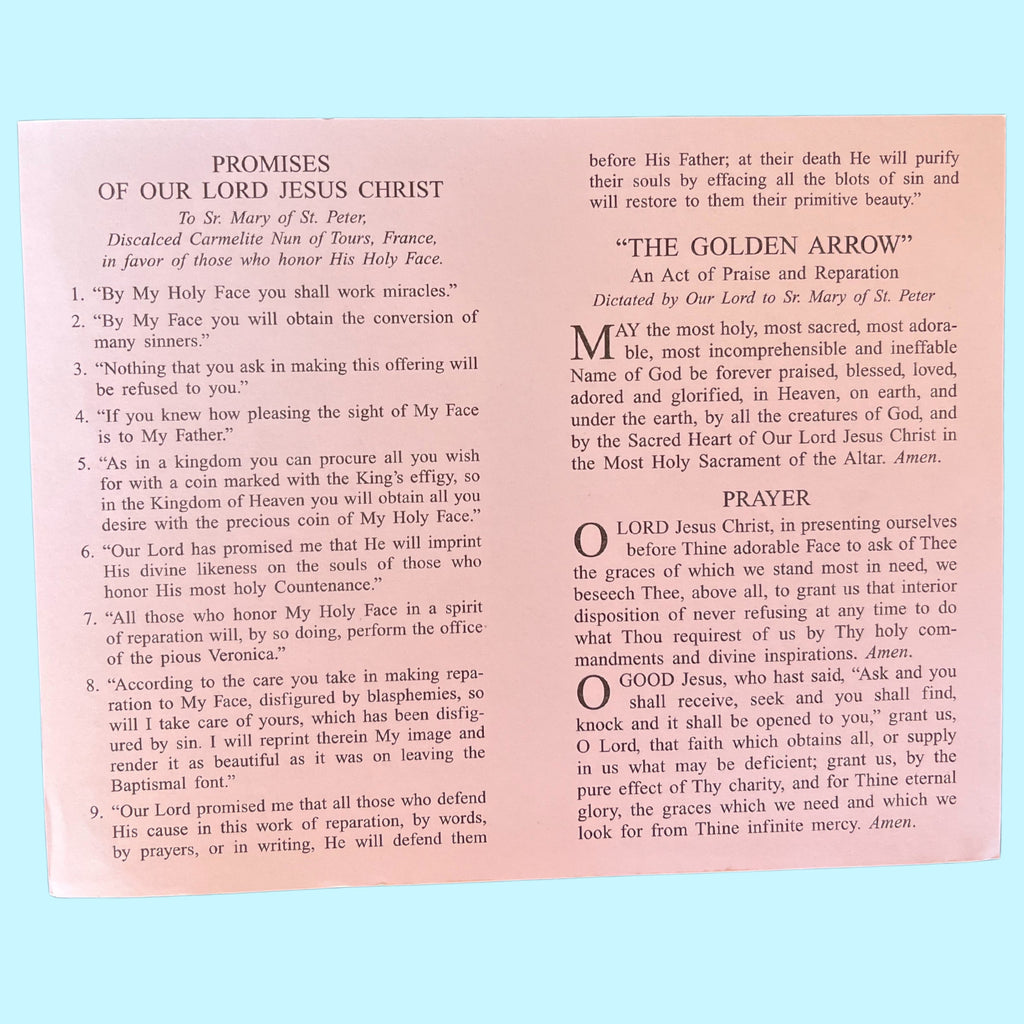 PROMISES
OF OUR LORD JESUS CHRIST
To Sr. Mary of St. Peter,
Discalced Carmelite Nun of Tours, France,
in favor of those who honor His Holy Face.
1. “By My Holy Face you shall work miracles.”
2. “By My Face you will obtain the conversion of
many sinners.”
3. “Nothing that you ask in making this offering will
be refused to you.”
4. “If you knew how pleasing the sight of My Face
is to My Father.”
5. “As in a kingdom you can procure all you wish
for with a coin marked with the King’s effigy, so
in the Kingdom of Heaven you will obtain all you
desire with the precious coin of My Holy Face.”
6. “Our Lord has promised me that He will imprint
His divine likeness on the souls of those who
honor His most holy Countenance.”
7. “All those who honor My Holy Face in a spirit
of reparation will, by so doing, perform the office
of the pious Veronica.”
8. “According to the care you take in making repa-
ration to My Face, disfigured by blasphemies, so
will I take care of yours, which has been disfig-
ured by sin. I will reprint therein My image and
render it as beautiful as it was on leaving the
Baptismal font.”
9. “Our Lord promised me that all those who defend
His cause in this work of reparation, by words,
by prayers, or in writing, He will defend them
before His Father; at their death He will purify
their souls by effacing all the blots of sin and
will restore to them their primitive beauty.”
“THE GOLDEN ARROW”
An Act of Praise and Reparation
Dictated by Our Lord to Sr. Mary of St. Peter
MAY the most holy, most sacred, most adora-
ble, most incomprehensible and ineffable
Name of God be forever praised, blessed, loved,
adored and glorified, in Heaven, on earth, and
under the earth, by all the creatures of God, and
by the Sacred Heart of Our Lord Jesus Christ in
the Most Holy Sacrament of the Altar. Amen.
PRAYER
O LORD Jesus Christ, in presenting ourselves
before Thine adorable Face to ask of Thee
the graces of which we stand most in need, we
beseech Thee, above all, to grant us that interior
disposition of never refusing at any time to do
what Thou requirest of us by Thy holy com-
mandments and divine inspirations. Amen.
O GOOD Jesus, who hast said, “Ask and you
shall receive, seek and you shall find,
knock and it shall be opened to you,” grant us,
O Lord, that faith which obtains all, or supply
in us what may be deficient; grant us, by the
pure effect of Thy charity, and for Thine eternal
glory, the graces which we need and which we
look for from Thine infinite mercy. Amen.